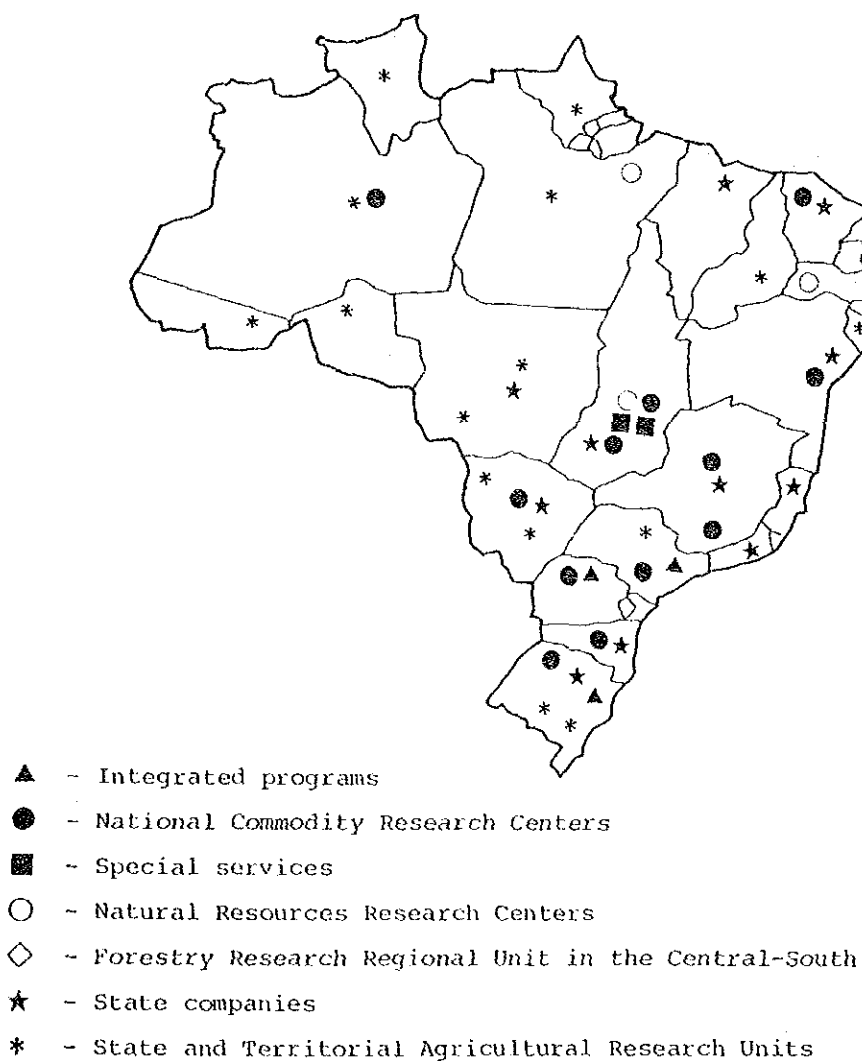 - Integrated programs
- National Commodity Research Centers
- Special services
- Natural Resources Research Centers
- Forestry Research Regional Unit in the Central-South
- State companies
- State and Territorial Agricultural Research Units